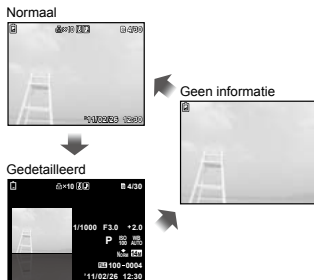 Normaal
×10
4/30
'11/02/26 12:30
Geen informatie
Gedetailleerd
×10
4/30
1/1000 F3.0 +2.0
P ISO 100 WB AUTO
NORM 14M
FILE 100-0004
'11/02/26 12:30